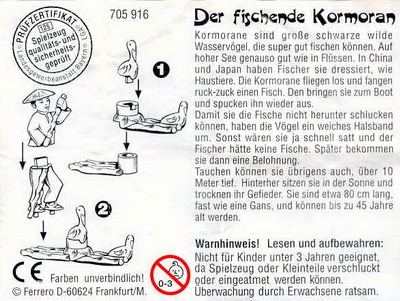 PRÜFZERTIFIKAT
Spielzeug
qualitäts- und
sicherheits-
geprüft
Landesgewerbeanstalt Bayern
705 916
1
2
Farben unverbindlich!
© Ferrero D-60624 Frankfurt/M.
0-3
Der fischende Kormoran
Kormorane sind große schwarze wilde
Wasservögel, die super gut fischen können. Auf
hoher See genauso gut wie in Flüssen. In China
und Japan haben Fischer sie dressiert, wie
Haustiere. Die Kormorane fliegen los und fangen
ruck-zuck einen Fisch. Den bringen sie zum Boot
und spucken ihn wieder aus.
Damit sie die Fische nicht herunter schlucken
können, haben die Vögel ein weiches Halsband
um. Sonst wären sie ja schnell satt und der
Fischer hätte keine Fische. Später bekommen
sie dann eine Belohnung.
Tauchen können sie übrigens auch, über 10
Meter tief. Hinterher sitzen sie in der Sonne und
trocknen ihr Gefieder. Sie sind etwa 80 cm lang,
fast wie eine Gans, und können bis zu 45 Jahre
alt werden.
Warnhinweis! Lesen und aufbewahren:
Nicht für Kinder unter 3 Jahren geeignet,
da Spielzeug oder Kleinteile verschluckt
oder eingeatmet werden können.
Überwachung durch Erwachsene ratsam.